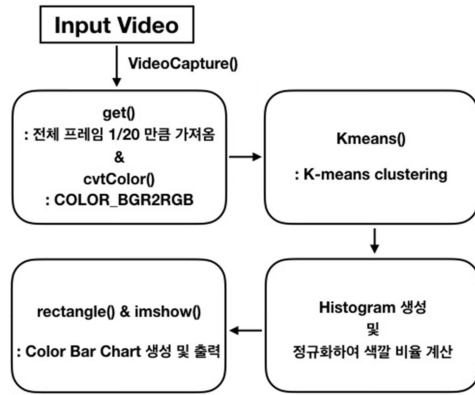 Input Video
VideoCapture()
get()
: 전체 프레임 1/20 만큼 가져옴
&
cvtColor()
: COLOR_BGR2RGB
Kmeans()
: K-means clustering
Histogram 생성
및
정규화하여 색깔 비율 계산
rectangle() & imshow()
: Color Bar Chart 생성 및 출력